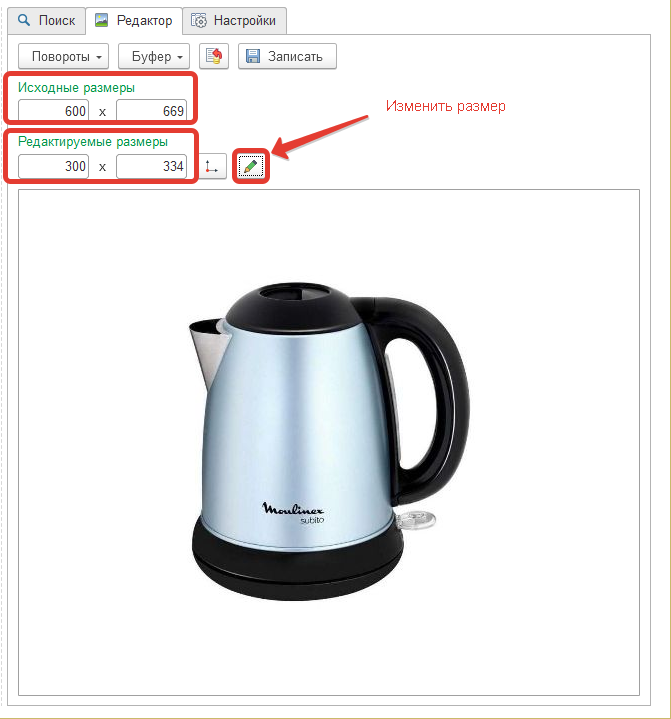 Поиск Редактор Настройки
Повороты Буфер Записать
Исходные размеры
600 x 669
Изменить размер
Редактируемые размеры
300 x 334
Moulinex
subito